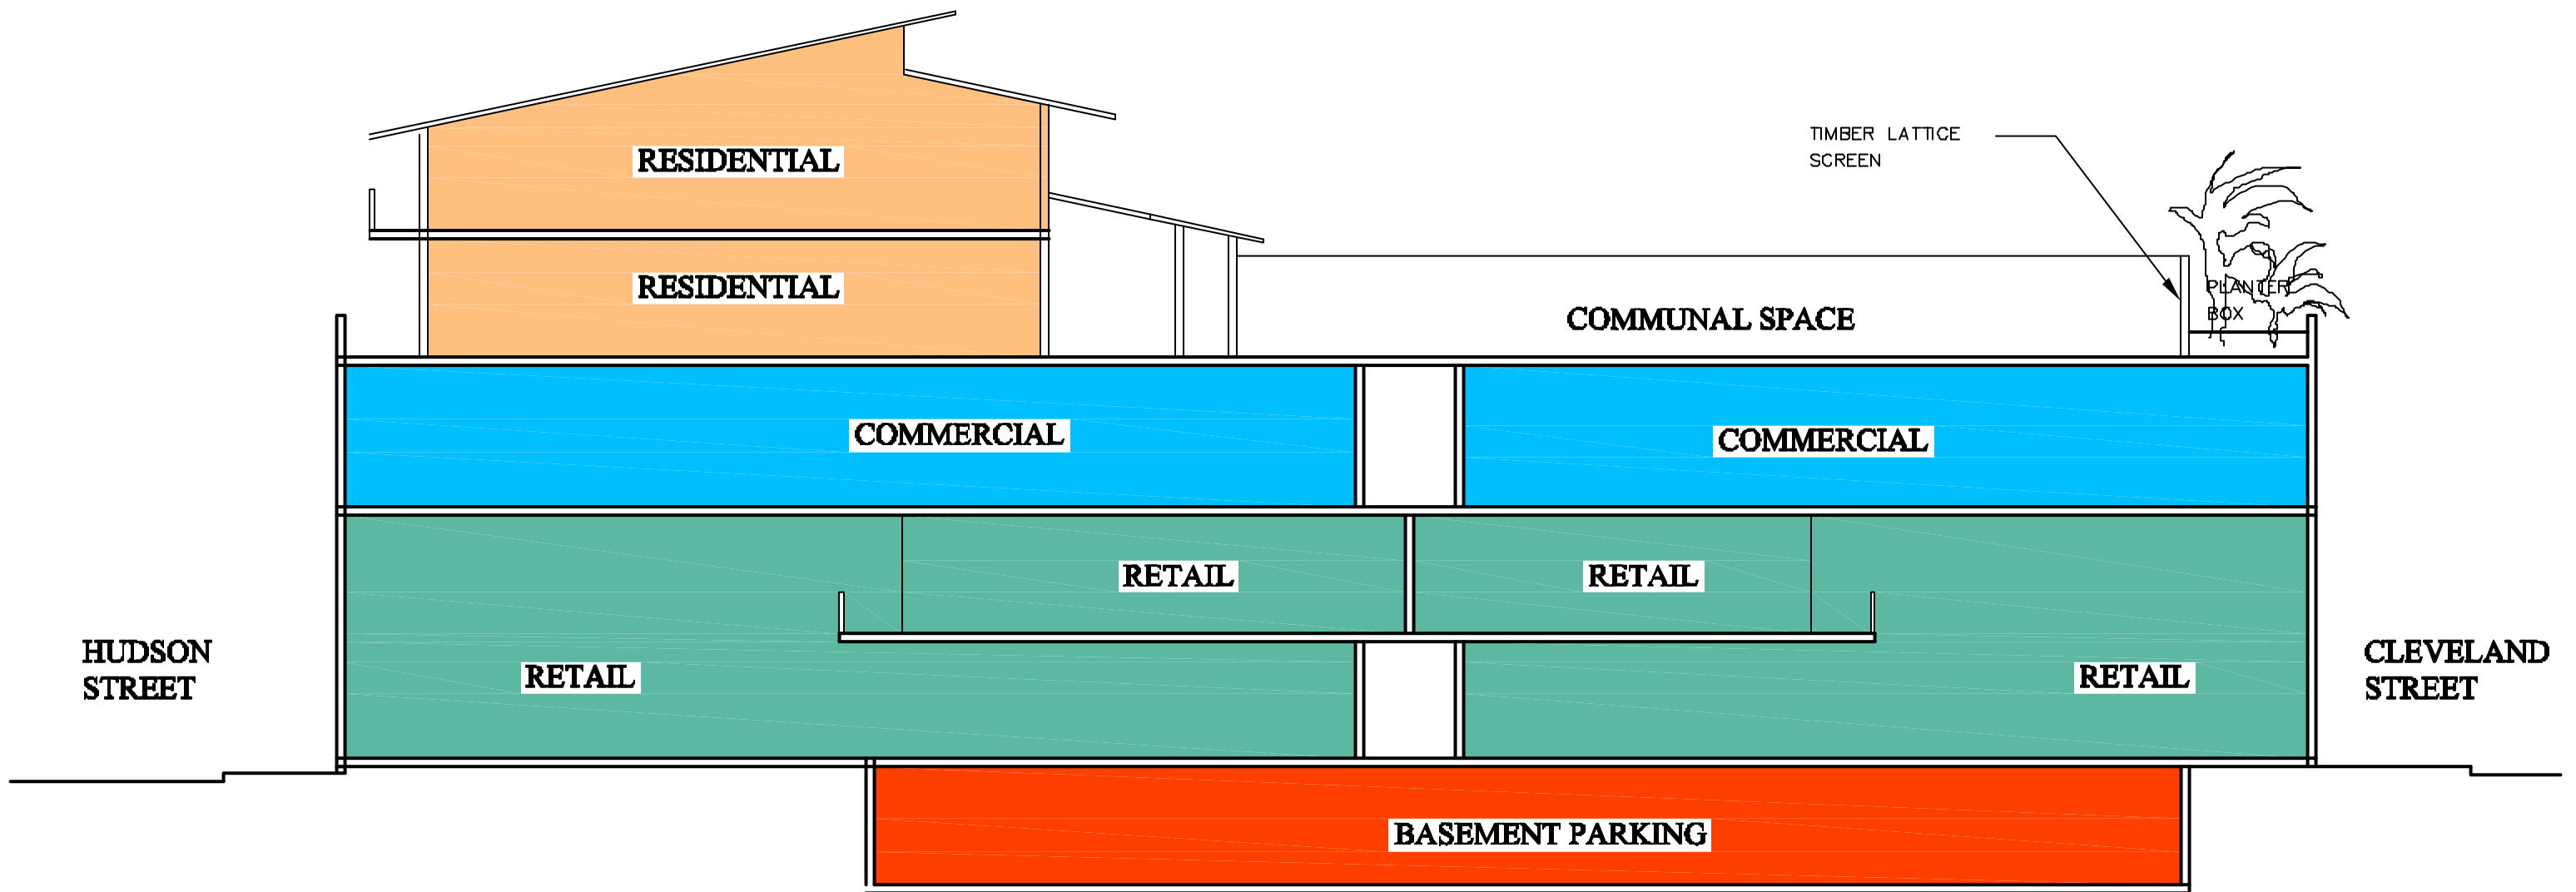 RESIDENTIAL
TIMBER LATTICE
SCREEN
RESIDENTIAL
PLANTER
BOX
COMMUNAL SPACE
COMMERCIAL
COMMERCIAL
RETAIL
RETAIL
HUDSON
STREET
RETAIL
RETAIL
CLEVELAND
STREET
BASEMENT PARKING